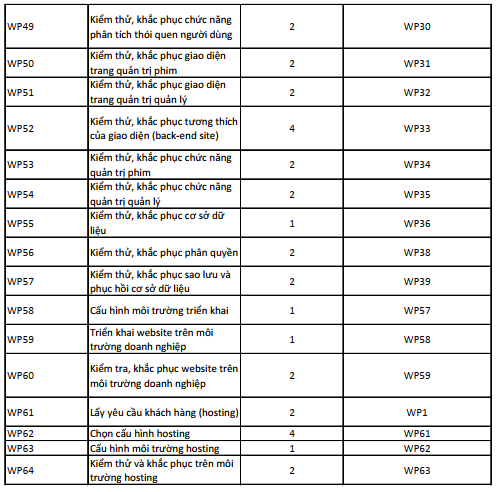 WP49 Kiểm thử, khắc phục chức năng 2 WP30
phân tích thói quen người dùng
WP50 Kiểm thử, khắc phục giao diện 2 WP31
trang quản trị phim
WP51 Kiểm thử, khắc phục giao diện 2 WP32
trang quản trị quản lý
WP52 Kiểm thử, khắc phục tương thích 4 WP33
của giao diện (back-end site)
WP53 Kiểm thử, khắc phục chức năng 2 WP34
quản trị phim
WP54 Kiểm thử, khắc phục chức năng 2 WP35
quản trị quản lý
WP55 Kiểm thử, khắc phục cơ sở dữ 1 WP36
liệu
WP56 Kiểm thử, khắc phục phân quyền 2 WP38
WP57 Kiểm thử, khắc phục sao lưu và 2 WP39
phục hồi cơ sở dữ liệu
WP58 Cấu hình môi trường triển khai 1 WP57
WP59 Triển khai website trên môi 1 WP58
trường doanh nghiệp
WP60 Kiểm tra, khắc phục website trên 2 WP59
môi trường doanh nghiệp
WP61 Lấy yêu cầu khách hàng (hosting) 2 WP1
WP62 Chọn cấu hình hosting 4 WP61
WP63 Cấu hình môi trường hosting 1 WP62
WP64 Kiểm thử và khắc phục trên môi 2 WP63
trường hosting